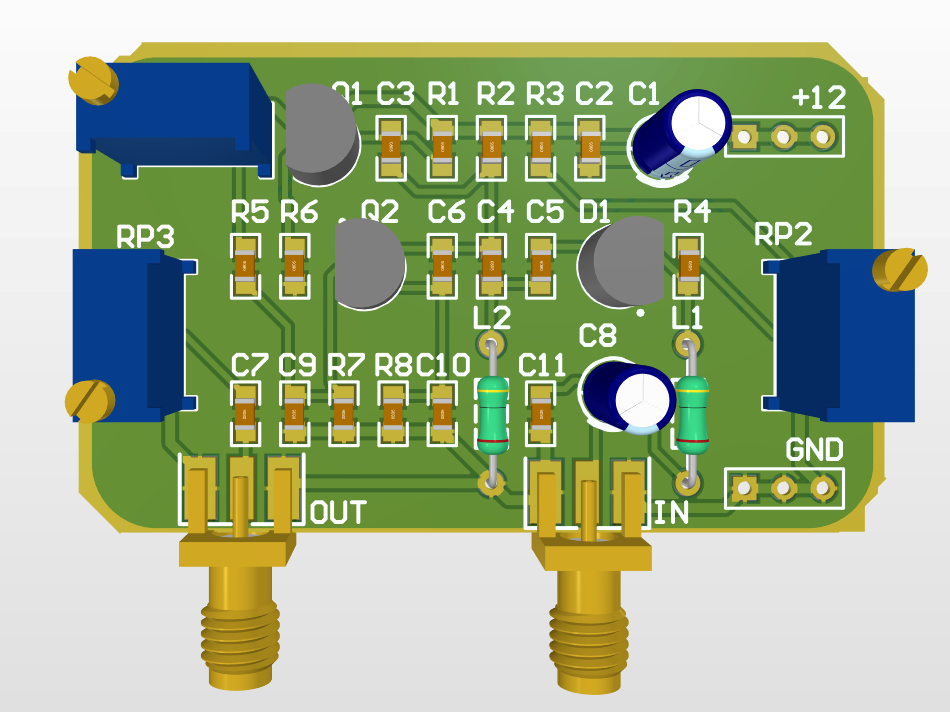 Q1 C3 R1 R2 R3 C2 C1 +12
R5 R6 Q2 C6 C4 C5 D1 R4
RP3 RP2
L2 L1
C8
C7 C9 R7 R8 C10 C11
GND
OUT IN